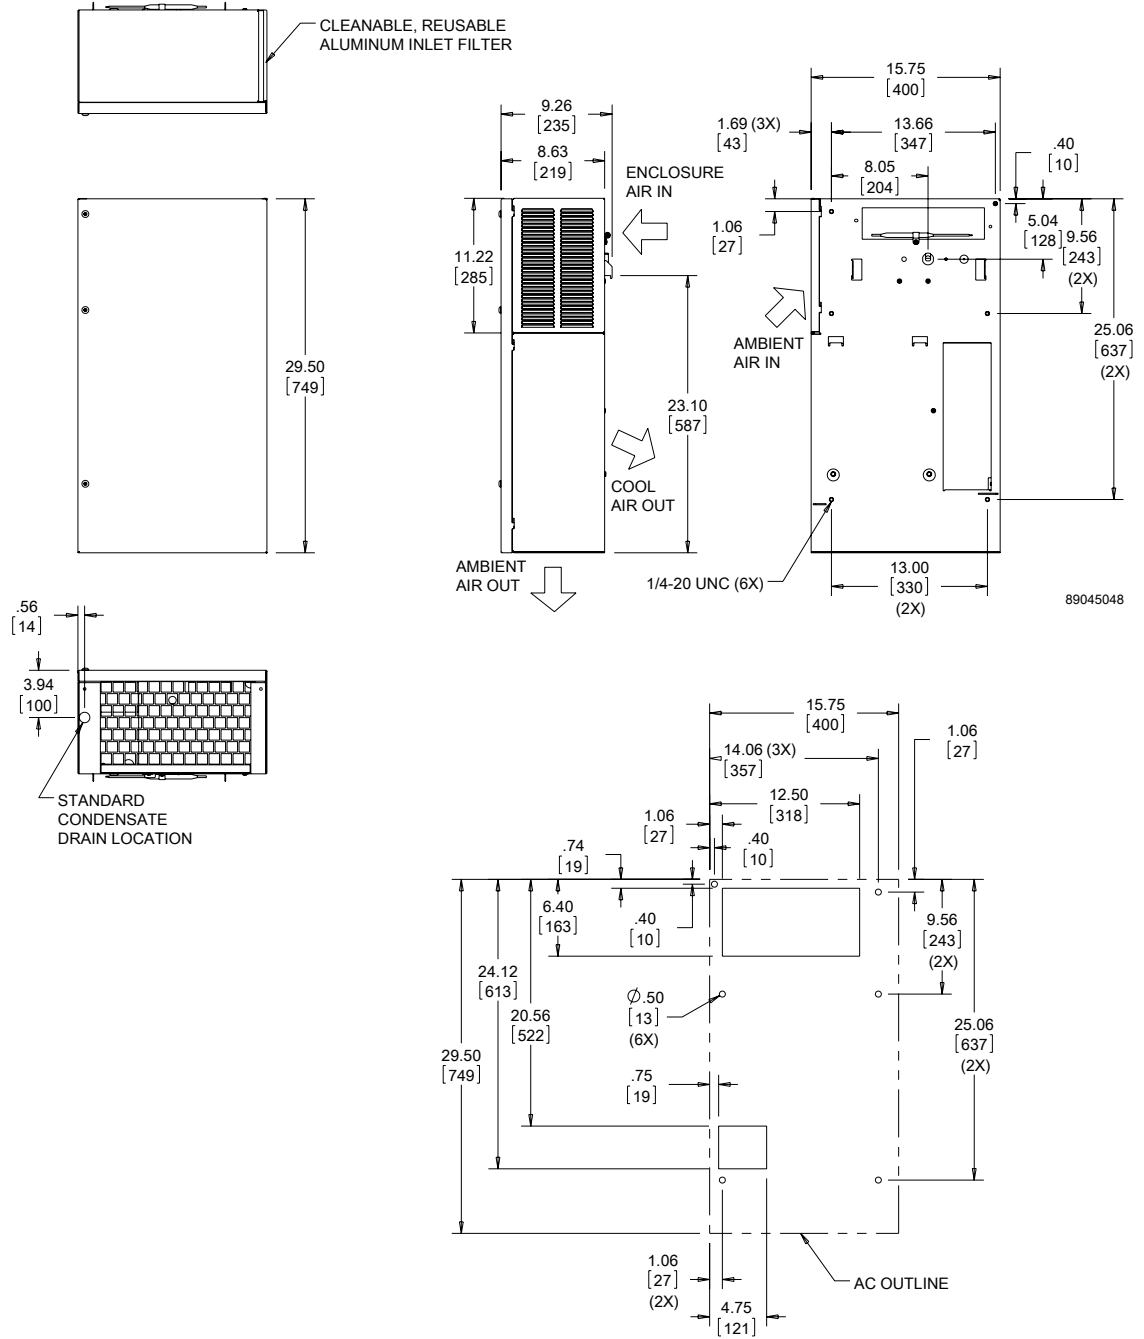 CLEANABLE, REUSABLE
ALUMINUM INLET FILTER
9.26
[235]
8.63
[219]
ENCLOSURE
AIR IN
11.22
[285]
29.50
[749]
23.10
[587]
COOL
AIR OUT
AMBIENT
AIR OUT
15.75
[400]
1.69 (3X)
[43]
13.66
[347]
.40
[10]
8.05
[204]
1.06
[27]
5.04
[128]
9.56
[243]
(2X)
AMBIENT
AIR IN
25.06
[637]
(2X)
1/4-20 UNC (6X)
13.00
[330]
(2X)
89045048
.56
[14]
3.94
[100]
STANDARD
CONDENSATE
DRAIN LOCATION
15.75
[400]
14.06 (3X)
[357]
1.06
[27]
12.50
[318]
1.06
[27]
.40
[10]
.74
[19]
6.40
[163]
.40
[10]
9.56
[243]
(2X)
24.12
[613]
⌀.50
[13]
(6X)
20.56
[522]
25.06
[637]
(2X)
29.50
[749]
.75
[19]
1.06
[27]
(2X)
4.75
[121]
AC OUTLINE